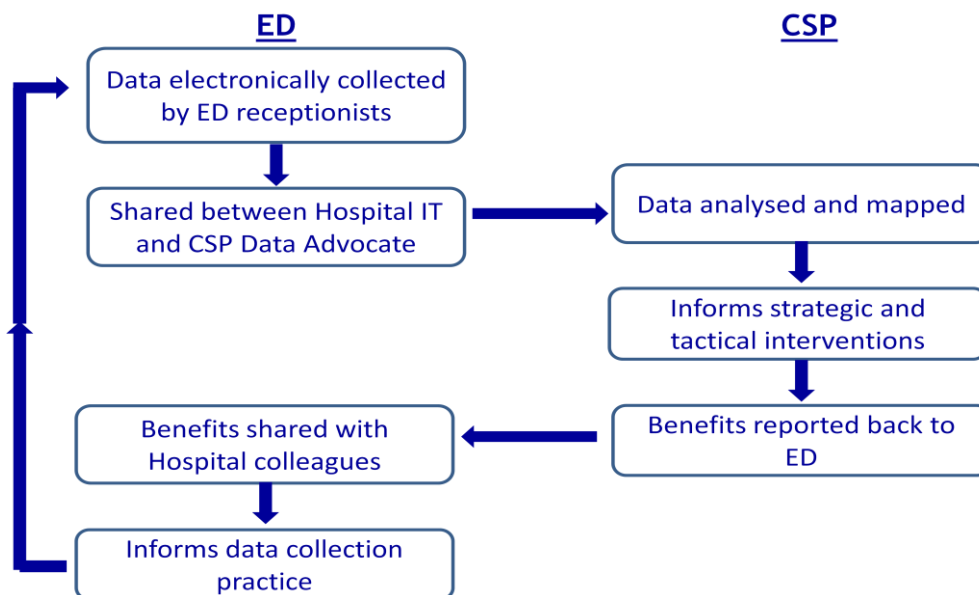 ED
CSP
Data electronically collected
by ED receptionists
Shared between Hospital IT
and CSP Data Advocate
Data analysed and mapped
Informs strategic and
tactical interventions
Benefits reported back to
ED
Benefits shared with
Hospital colleagues
Informs data collection
practice